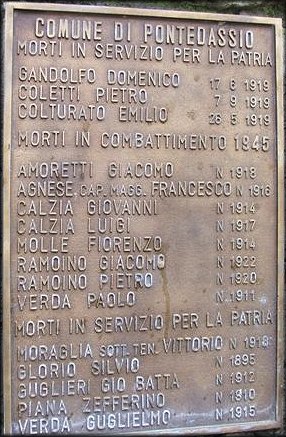 COMUNE DI PONTEDASSIO
MORTI IN SERVIZIO PER LA PATRIA
GANDOLFO DOMENICO 17 6 1919
COLETTI PIETRO 7 9 1919
COLTURATO EMILIO 26 5 1919
MORTI IN COMBATTIMENTO 1945
AMORETTI GIACOMO N 1913
AGNESE CAP. MAGG. FRANCESCO N 1916
CALZIA GIOVANNI N 1914
CALZIA LUIGI N 1917
MOLLE FIORENZO N 1914
RAMOINO GIACOMO N 1922
RAMOINO PIETRO N 1920
VERDA PAOLO N 1911
MORTI IN SERVIZIO PER LA PATRIA
MORAGLIA SOTT. TEN. VITTORIO N 1918
GLORIO SILVIO N 1895
GUGLIERI GIO BATTA N 1912
PIANA ZEFFERINO N 1910
VERDA GUGLIELMO N 1915